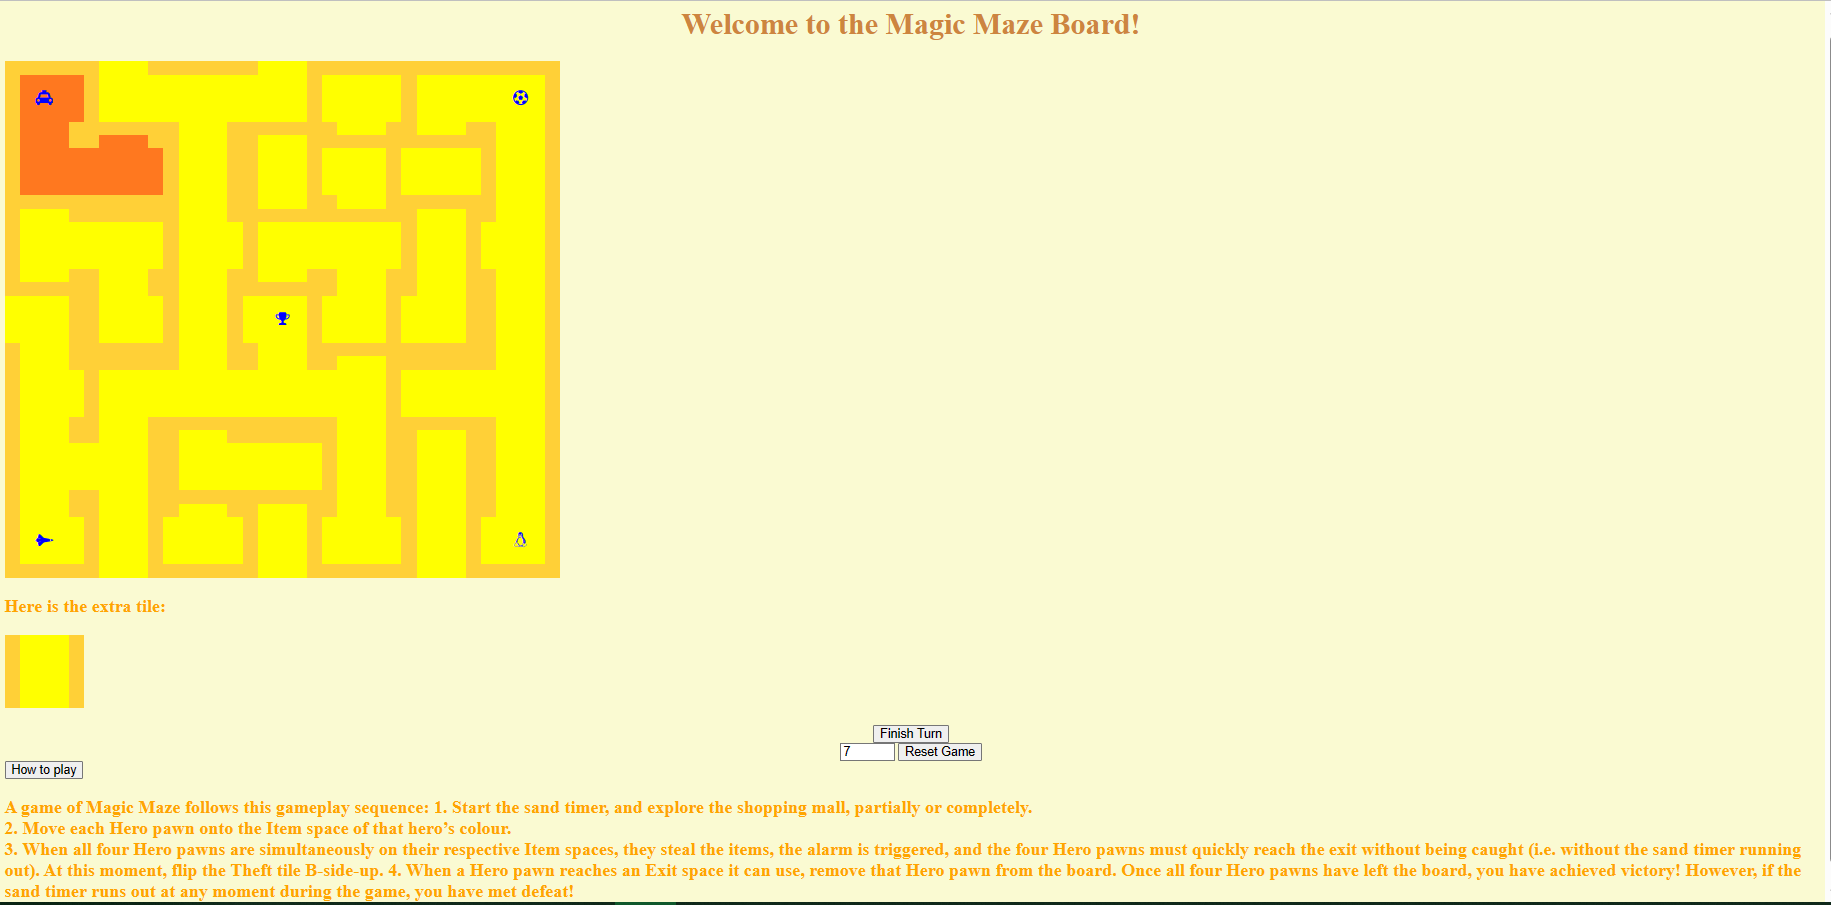 Welcome to the Magic Maze Board!
Here is the extra tile:
Finish Turn
7 Reset Game
How to play
A game of Magic Maze follows this gameplay sequence: 1. Start the sand timer, and explore the shopping mall, partially or completely.
2. Move each Hero pawn onto the Item space of that hero’s colour.
3. When all four Hero pawns are simultaneously on their respective Item spaces, they steal the items, the alarm is triggered, and the four Hero pawns must quickly reach the exit without being caught (i.e. without the sand timer running
out). At this moment, flip the Theft tile B-side-up. 4. When a Hero pawn reaches an Exit space it can use, remove that Hero pawn from the board. Once all four Hero pawns have left the board, you have achieved victory! However, if the
sand timer runs out at any moment during the game, you have met defeat!